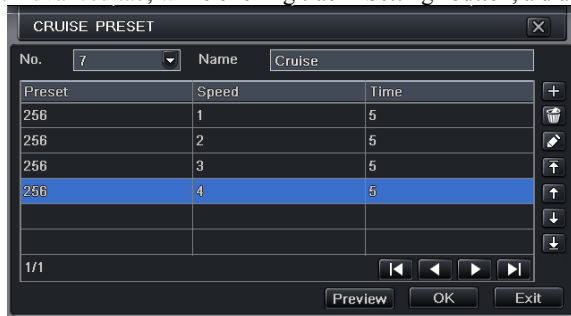 CRUISE PRESET
No. 7 Name Cruise
Preset Speed Time
256 1 5
256 2 5
256 3 5
256 4 5
1/1
Preview OK Exit